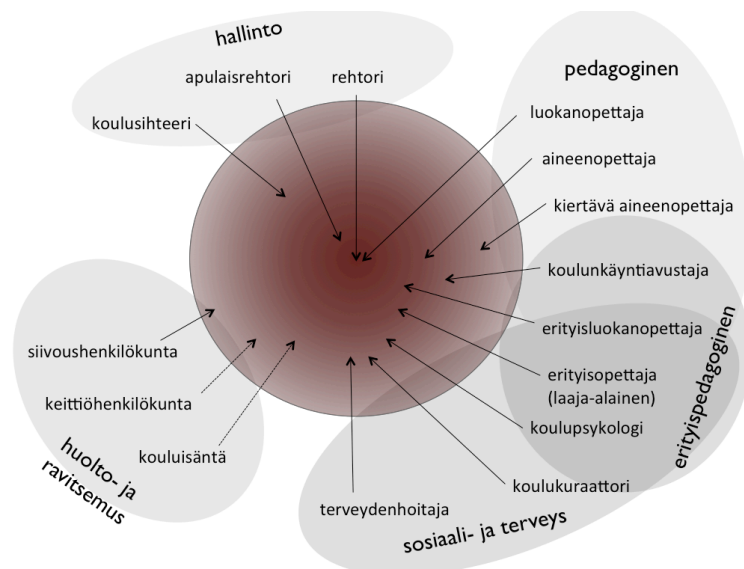 hallinto
apulaisrehtori
rehtori
koulusihteeri
pedagoginen
luokanopettaja
aineenopettaja
kiertävä aineenopettaja
koulunkäyntiavustaja
erityisluokanopettaja
erityisopettaja
(laaja-alainen)
koulupsykologi
koulukuraattori
terveydenhoitaja
erityispedagoginen
sosiaali- ja terveys
siivoushenkilökunta
keittiöhenkilökunta
kouluisäntä
huolto- ja
ravitsemus